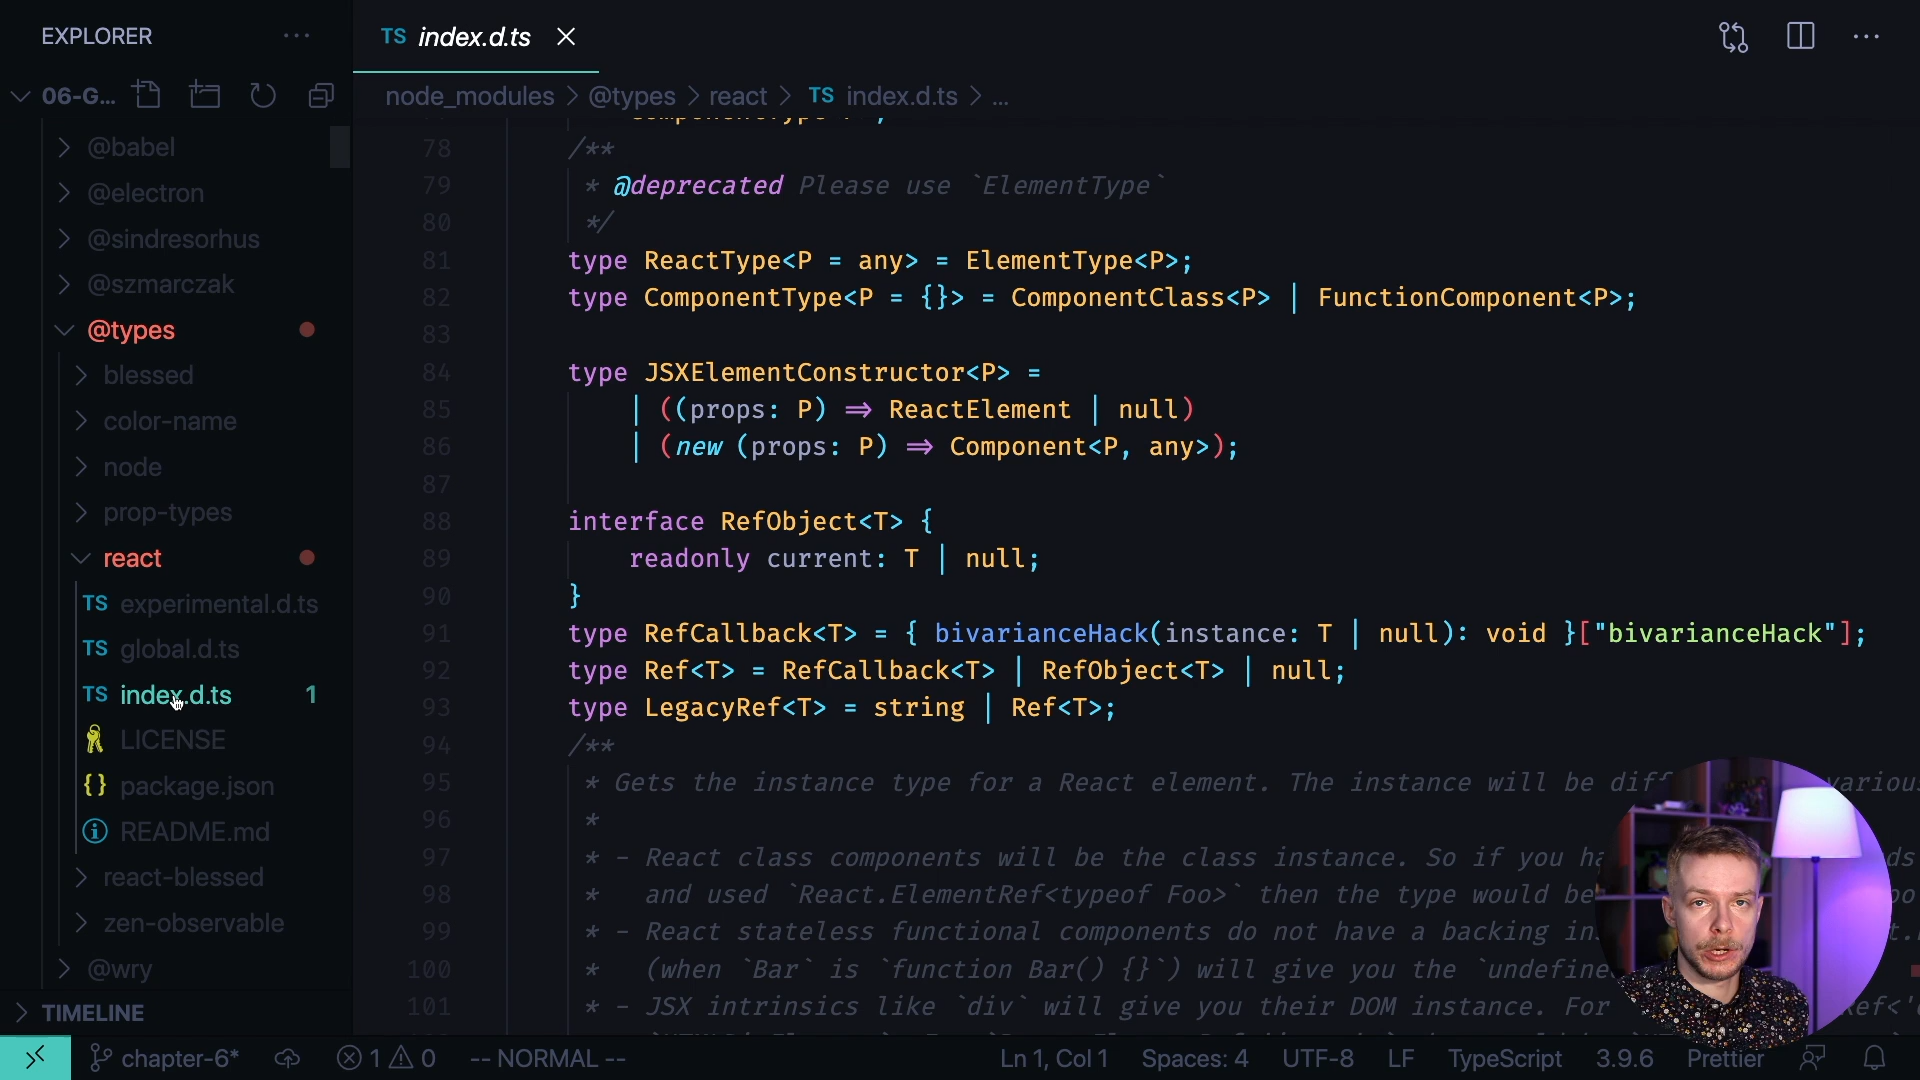 EXPLORER
···
TS index.d.ts
···
06-G...
node_modules > @types > react > TS index.d.ts > ...
@babel
@electron
@sindresorhus
@szmarczak
@types
blessed
color-name
node
prop-types
react
TS experimental.d.ts
TS global.d.ts
TS index.d.ts 1
LICENSE
{} package.json
README.md
react-blessed
zen-observable
@wry
TIMELINE
78 /**
79 * @deprecated Please use `ElementType`
80 */
81 type ReactType<P = any> = ElementType<P>;
82 type ComponentType<P = {}> = ComponentClass<P> | FunctionComponent<P>;
83
84 type JSXElementConstructor<P> =
85 | ((props: P) ⇒ ReactElement | null)
86 | (new (props: P) ⇒ Component<P, any>);
87
88 interface RefObject<T> {
89 readonly current: T | null;
90 }
91 type RefCallback<T> = { bivarianceHack(instance: T | null): void }["bivarianceHack"];
92 type Ref<T> = RefCallback<T> | RefObject<T> | null;
93 type LegacyRef<T> = string | Ref<T>;
94 /**
95 * Gets the instance type for a React element. The instance will be various
96 *
97 * - React class components will be the class instance. So if you
98 * and used `React.ElementRef<typeof Foo>` then the type would be
99 * - React stateless functional components do not have a backing
100 * (when `Bar` is `function Bar() {}`) will give you the
101 * - JSX intrinsics like `div` will give you their DOM instance. For
chapter-6* 1 0 -- NORMAL -- Ln 1, Col 1 Spaces: 4 UTF-8 LF TypeScript 3.9.6 Prettier